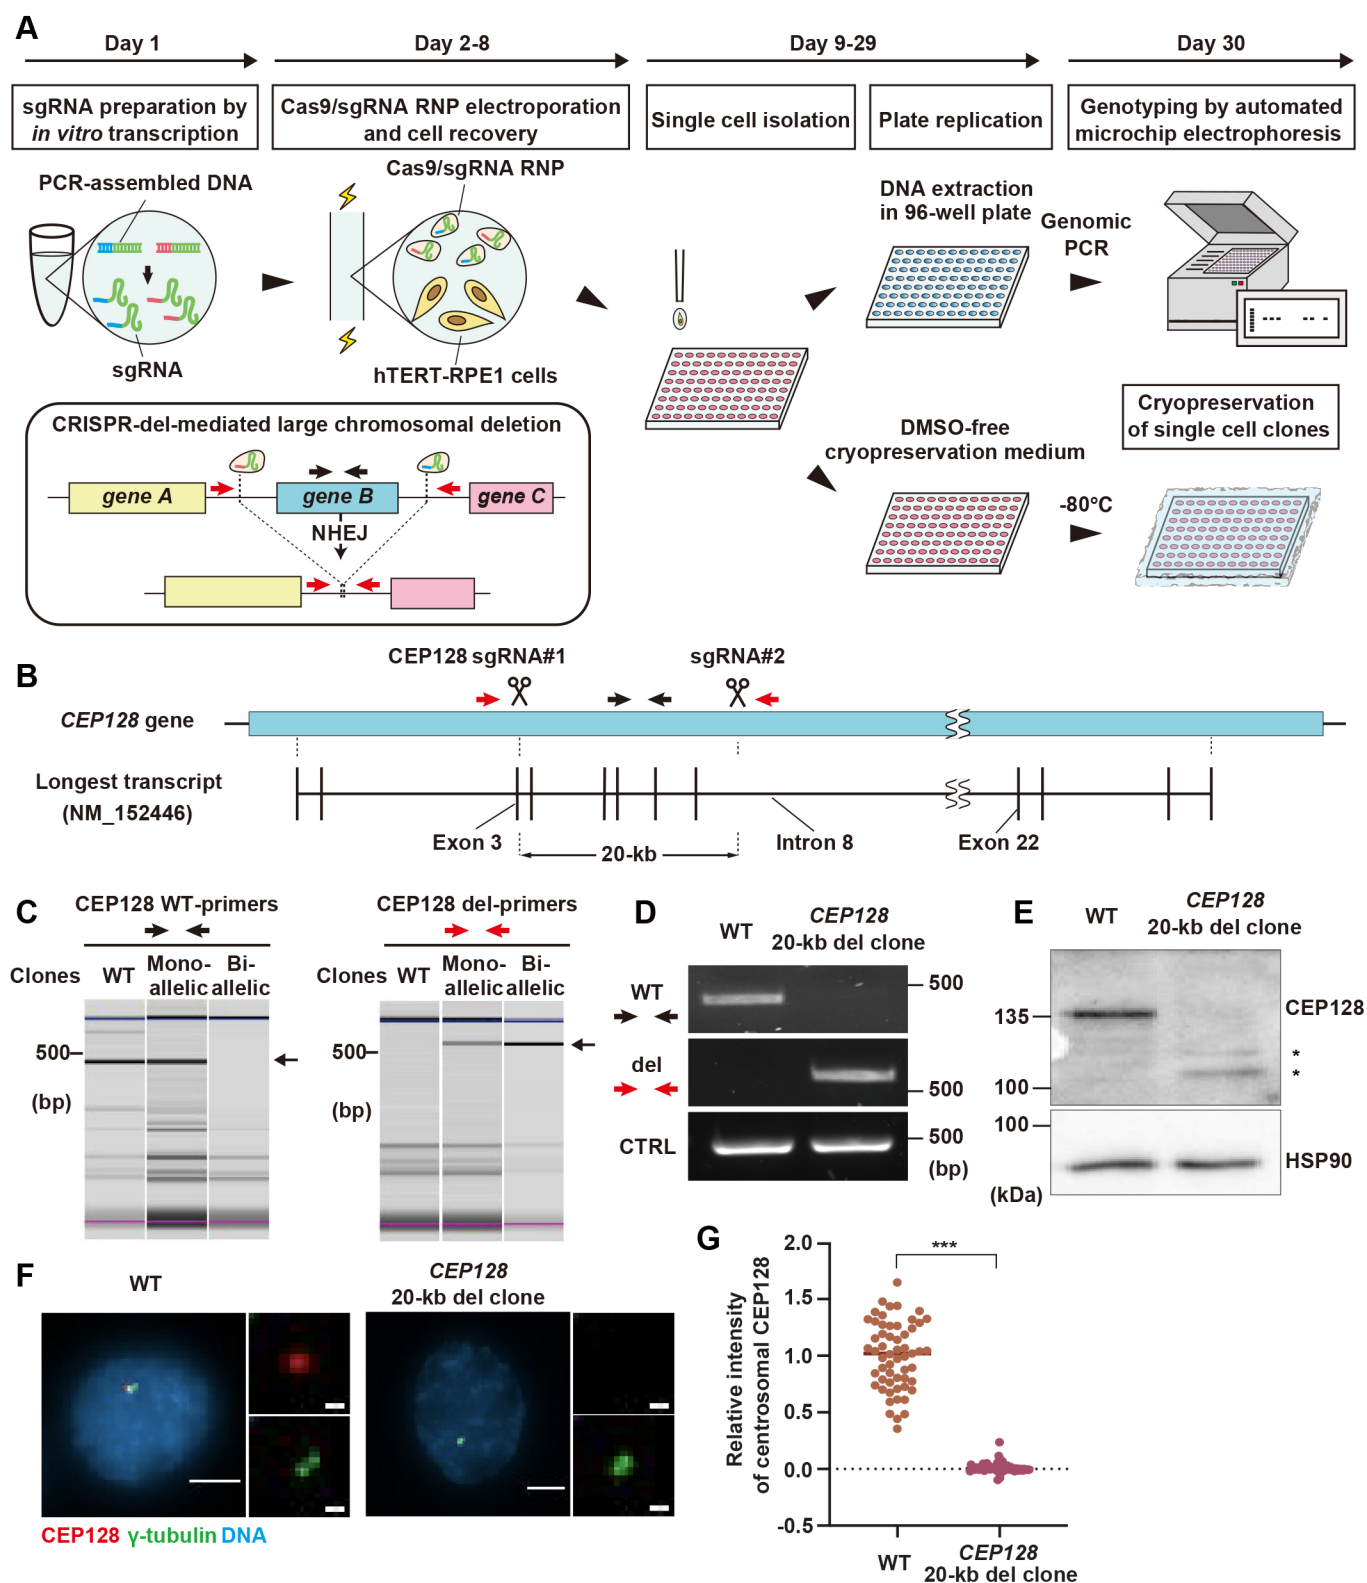 A
Day 1
Day 2-8
Day 9-29
Day 30
sgRNA preparation by
in vitro transcription
Cas9/sgRNA RNP electroporation
and cell recovery
Single cell isolation
Plate replication
Genotyping by automated
microchip electrophoresis
PCR-assembled DNA
sgRNA
Cas9/sgRNA RNP
hTERT-RPE1 cells
DNA extraction
in 96-well plate
Genomic
PCR
DMSO-free
cryopreservation medium
-80°C
Cryopreservation
of single cell clones
CRISPR-del-mediated large chromosomal deletion
gene A
gene B
gene C
NHEJ
B
CEP128 sgRNA#1
sgRNA#2
CEP128 gene
Longest transcript
(NM_152446)
Exon 3
20-kb
Intron 8
Exon 22
C
CEP128 WT-primers
Clones
WT
Mono-
allelic
Bi-
allelic
500
(bp)
CEP128 del-primers
Clones
WT
Mono-
allelic
Bi-
allelic
500
(bp)
D
WT
CEP128
20-kb del clone
WT
500
del
500
CTRL
500
(bp)
E
WT
CEP128
20-kb del clone
135
CEP128
*
*
100
100
HSP90
(kDa)
F
WT
CEP128
20-kb del clone
CEP128 γ-tubulin DNA
G
***
Relative intensity
of centrosomal CEP128
2.0
1.5
1.0
0.5
0.0
-0.5
WT
CEP128
20-kb del clone